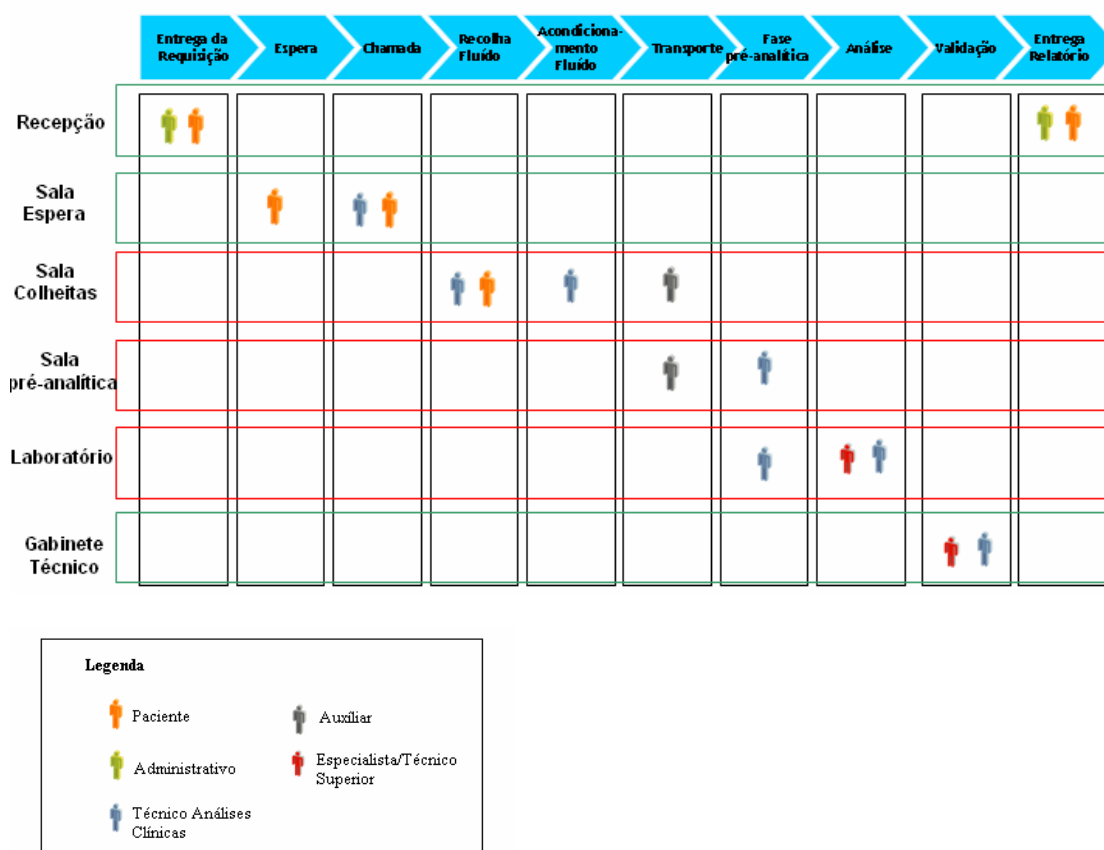 Entrega da
Requisição
Espera
Chamada
Recolha
Fluído
Acondiciona-
mento
Fluído
Transporte
Fase
pré-analítica
Análise
Validação
Entrega
Relatório
Recepção
Sala
Espera
Sala
Colheitas
Sala
pré-analítica
Laboratório
Gabinete
Técnico
Legenda
Paciente
Auxíliar
Administrativo
Especialista/Técnico
Superior
Técnico Análises
Clínicas